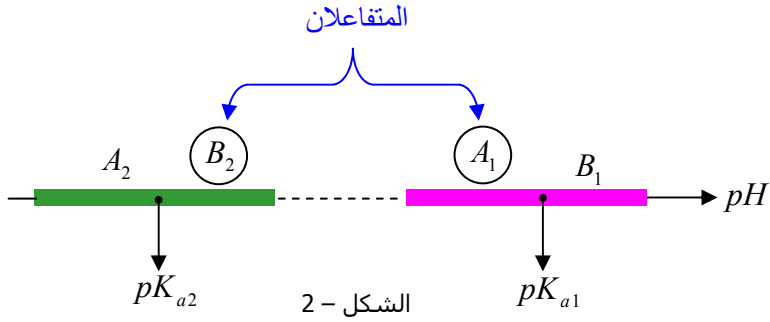 المتفاعلان
A₂ B₂ A₁ B₁
pH
pKₐ₂ pKₐ₁
الشكل – 2